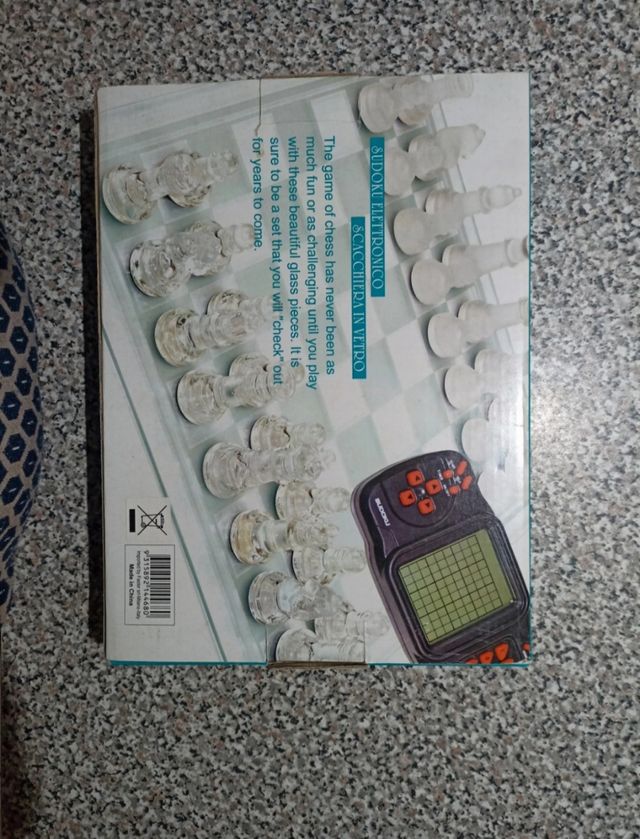 SUDOKU ELETTRONICO
SCACCHIERA IN VETRO
The game of chess has never been as
much fun or as challenging until you play
with these beautiful glass pieces. It is
sure to be a set that you will "check" out
for years to come.
SUDOKU
9315892144680
Made in China